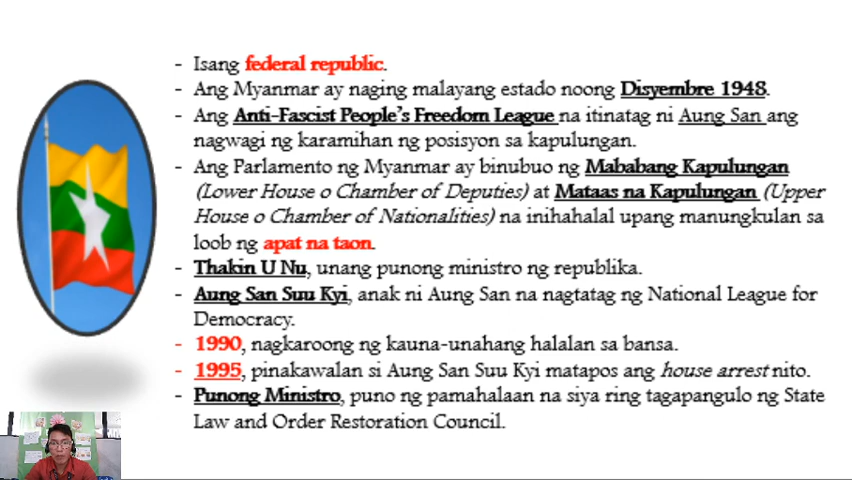 - Isang federal republic.
- Ang Myanmar ay naging malayang estado noong Disyembre 1948.
- Ang Anti-Fascist People's Freedom League na itinatag ni Aung San ang
nagwagi ng karamihan ng posisyon sa kapulungan.
- Ang Parlamento ng Myanmar ay binubuo ng Mababang Kapulungan
(Lower House o Chamber of Deputies) at Mataas na Kapulungan (Upper
House o Chamber of Nationalities) na inihahalal upang manungkulan sa
loob ng apat na taon.
- Thakin U Nu, unang punong ministro ng republika.
- Aung San Suu Kyi, anak ni Aung San na nagtatag ng National League for
Democracy.
- 1990, nagkaroong ng kauna-unahang halalan sa bansa.
- 1995, pinakawalan si Aung San Suu Kyi matapos ang house arrest nito.
- Punong Ministro, puno ng pamahalaan na siya ring tagapangulo ng State
Law and Order Restoration Council.